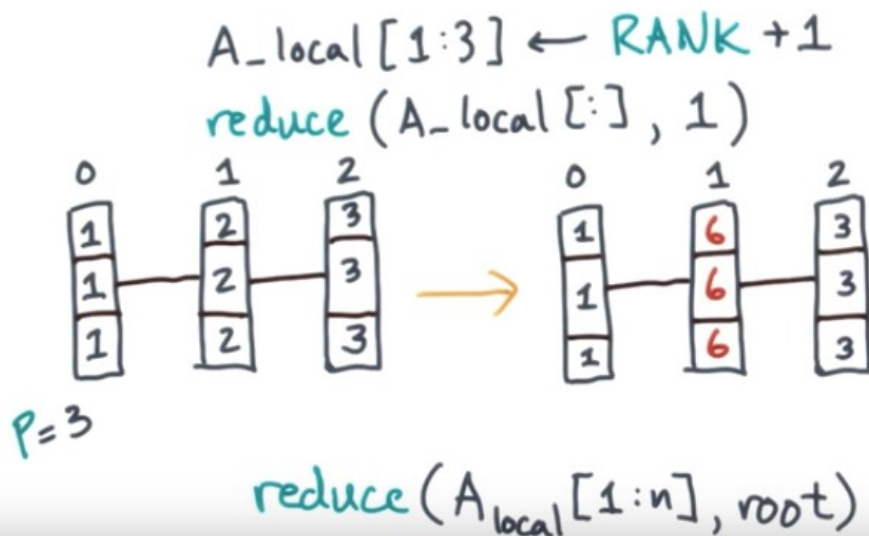 A_local[1:3] ← RANK + 1
reduce (A_local[:], 1)
0 1 2 0 1 2
1 2 3 1 6 3
1 2 3 1 6 3
1 2 3 1 6 3
P=3
reduce(A_local[1:n], root)